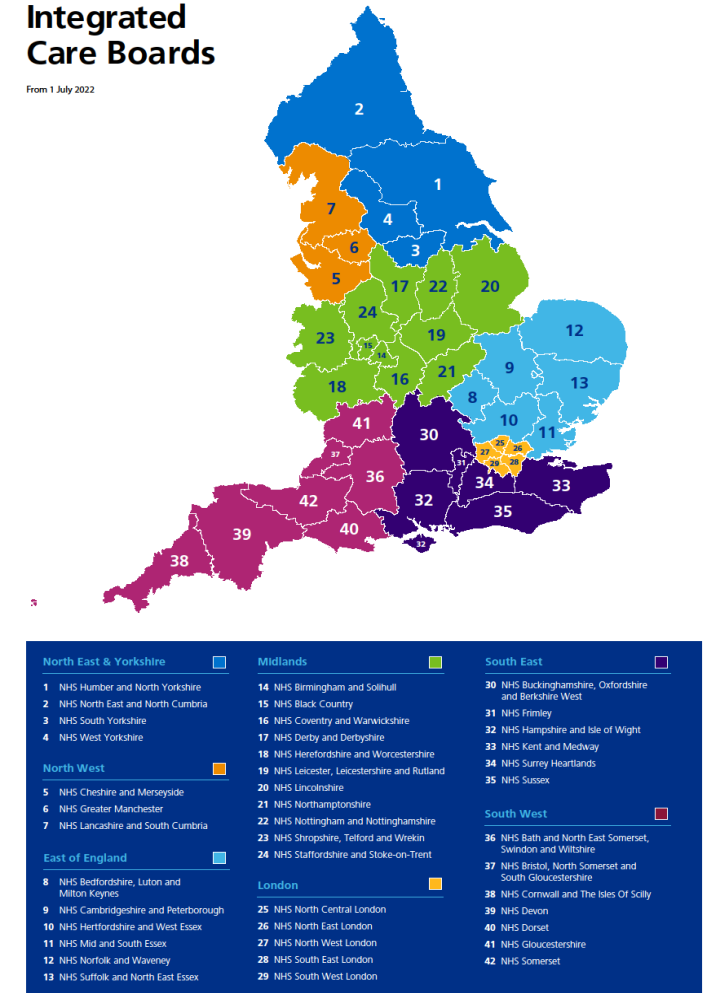 Integrated
Care Boards
From 1 July 2022
2
1
7
4
6
3
5
17
22
20
24
23
15
14
19
12
9
13
18
16
21
8
10
11
41
30
25
26
27
29
28
37
31
36
34
33
42
32
35
39
40
38
32
North East & Yorkshire
1 NHS Humber and North Yorkshire
2 NHS North East and North Cumbria
3 NHS South Yorkshire
4 NHS West Yorkshire
North West
5 NHS Cheshire and Merseyside
6 NHS Greater Manchester
7 NHS Lancashire and South Cumbria
East of England
8 NHS Bedfordshire, Luton and
Milton Keynes
9 NHS Cambridgeshire and Peterborough
10 NHS Hertfordshire and West Essex
11 NHS Mid and South Essex
12 NHS Norfolk and Waveney
13 NHS Suffolk and North East Essex
Midlands
14 NHS Birmingham and Solihull
15 NHS Black Country
16 NHS Coventry and Warwickshire
17 NHS Derby and Derbyshire
18 NHS Herefordshire and Worcestershire
19 NHS Leicester, Leicestershire and Rutland
20 NHS Lincolnshire
21 NHS Northamptonshire
22 NHS Nottingham and Nottinghamshire
23 NHS Shropshire, Telford and Wrekin
24 NHS Staffordshire and Stoke-on-Trent
London
25 NHS North Central London
26 NHS North East London
27 NHS North West London
28 NHS South East London
29 NHS South West London
South East
30 NHS Buckinghamshire, Oxfordshire
and Berkshire West
31 NHS Frimley
32 NHS Hampshire and Isle of Wight
33 NHS Kent and Medway
34 NHS Surrey Heartlands
35 NHS Sussex
South West
36 NHS Bath and North East Somerset,
Swindon and Wiltshire
37 NHS Bristol, North Somerset and
South Gloucestershire
38 NHS Cornwall and The Isles Of Scilly
39 NHS Devon
40 NHS Dorset
41 NHS Gloucestershire
42 NHS Somerset